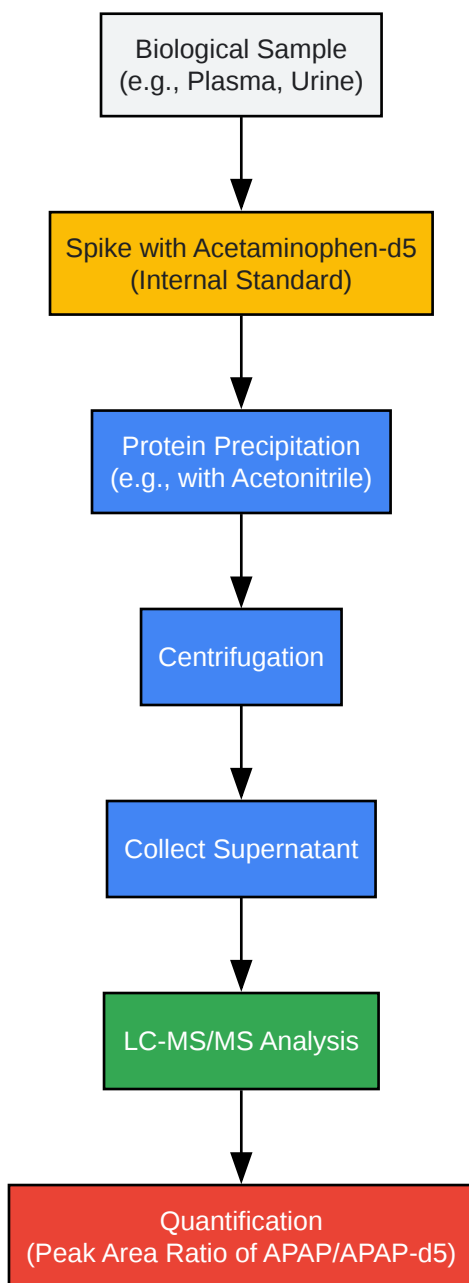 Biological Sample
(e.g., Plasma, Urine)
Spike with Acetaminophen-d5
(Internal Standard)
Protein Precipitation
(e.g., with Acetonitrile)
Centrifugation
Collect Supernatant
LC-MS/MS Analysis
Quantification
(Peak Area Ratio of APAP/APAP-d5)